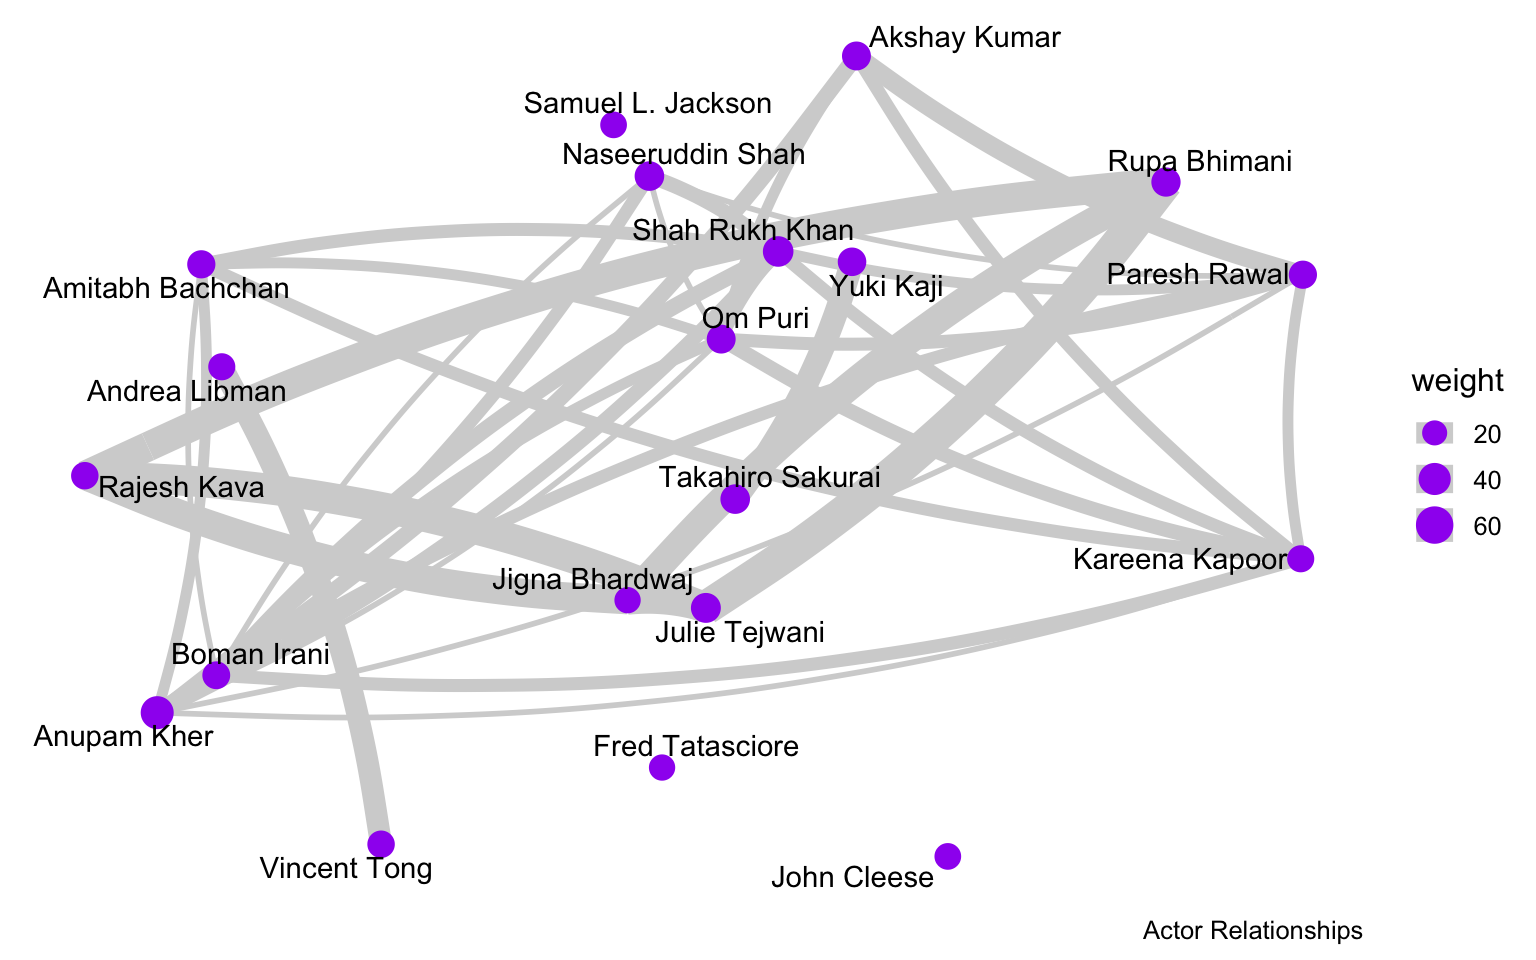 Akshay Kumar
Samuel L. Jackson
Naseeruddin Shah
Rupa Bhimani
Shah Rukh Khan
Paresh Rawal
Yuki Kaji
Amitabh Bachchan
Om Puri
Andrea Libman
Takahiro Sakurai
Rajesh Kava
Kareena Kapoor
Jigna Bhardwaj
Julie Tejwani
Boman Irani
Anupam Kher
Fred Tatasciore
Vincent Tong
John Cleese
weight
20
40
60
Actor Relationships